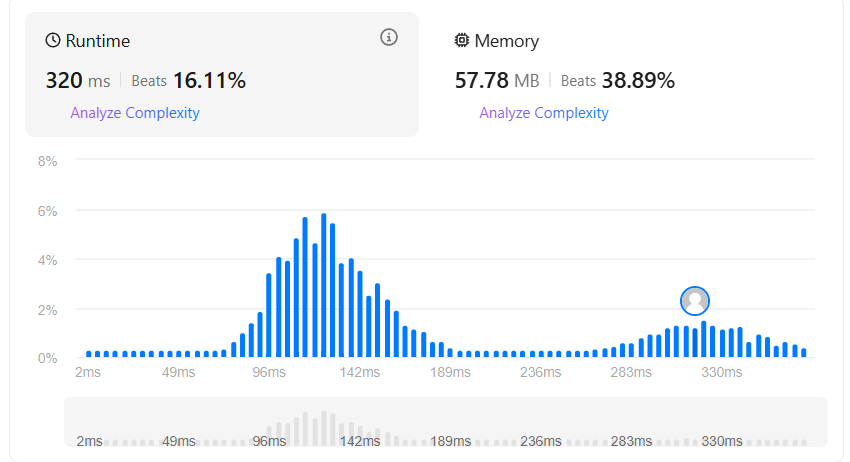 Runtime
320 ms Beats 16.11%
Analyze Complexity
Memory
57.78 MB Beats 38.89%
Analyze Complexity
8%
6%
4%
2%
0%
2ms 49ms 96ms 142ms 189ms 236ms 283ms 330ms
2ms 49ms 96ms 142ms 189ms 236ms 283ms 330ms